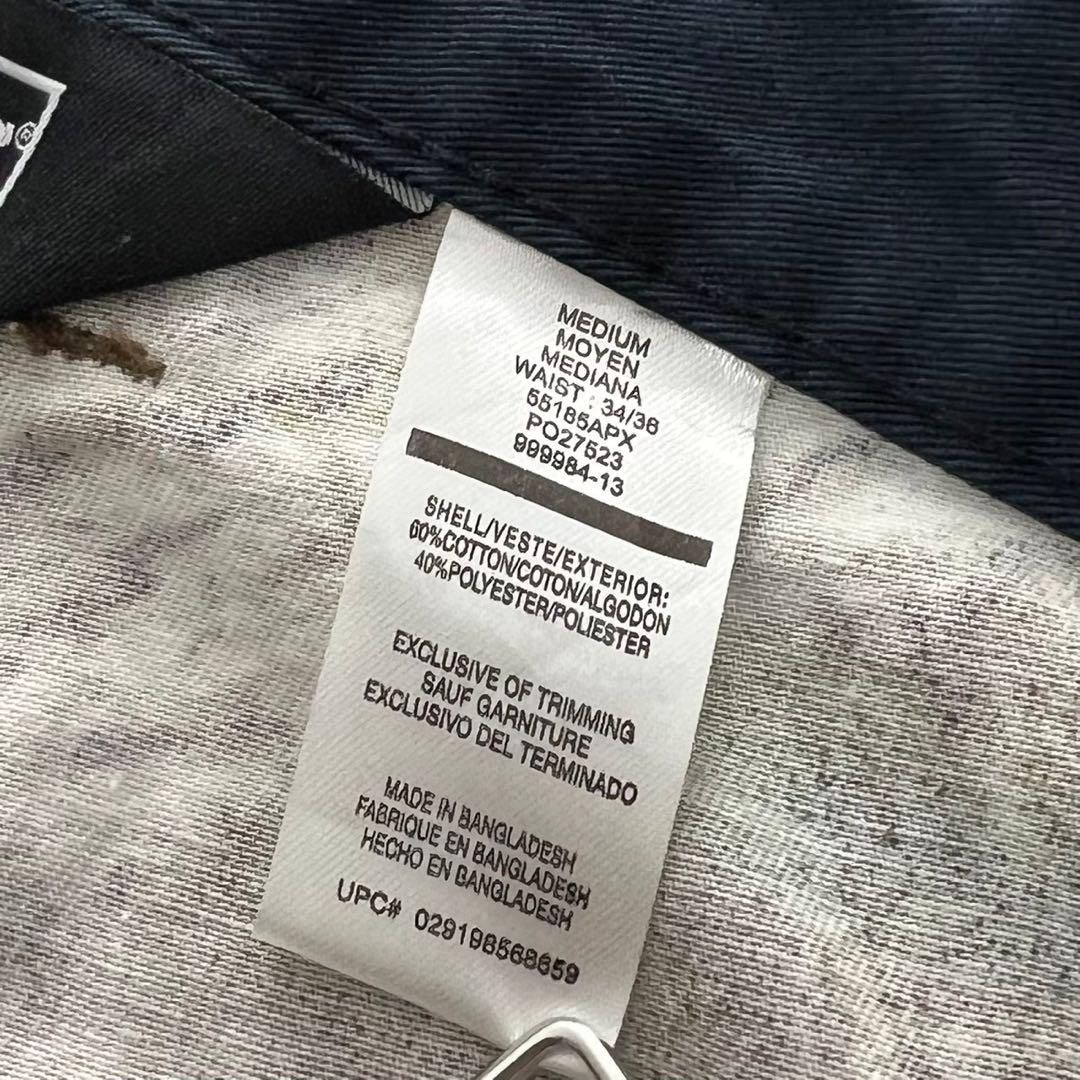 MEDIUM
MOYEN
MEDIANA
WAIST : 34/36
55185APX
PO27523
999984-13
SHELL/VESTE/EXTERIOR:
60%COTTON/COTON/ALGODON
40%POLYESTER/POLIESTER
EXCLUSIVE OF TRIMMING
SAUF GARNITURE
EXCLUSIVO DEL TERMINADO
MADE IN BANGLADESH
FABRIQUE EN BANGLADESH
HECHO EN BANGLADESH
UPC# 029198568659